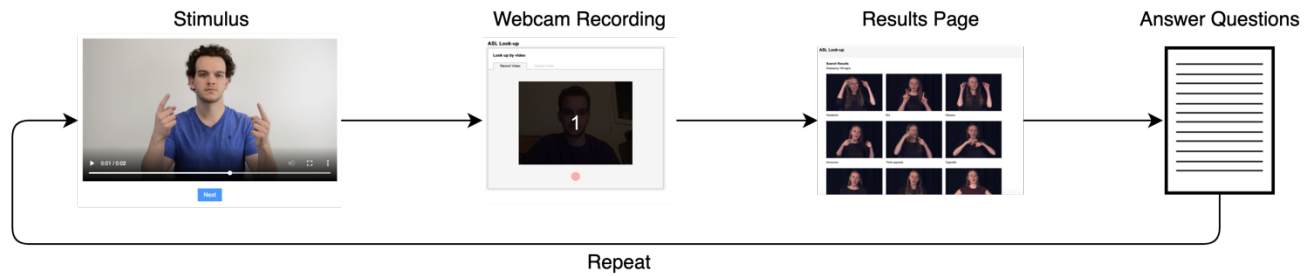 Stimulus
Webcam Recording
Results Page
Answer Questions
0:01 / 0:02
Next
ASL Look-up
Look up by video
Record Video
1
ASL Look-up
Search Results
Repeat